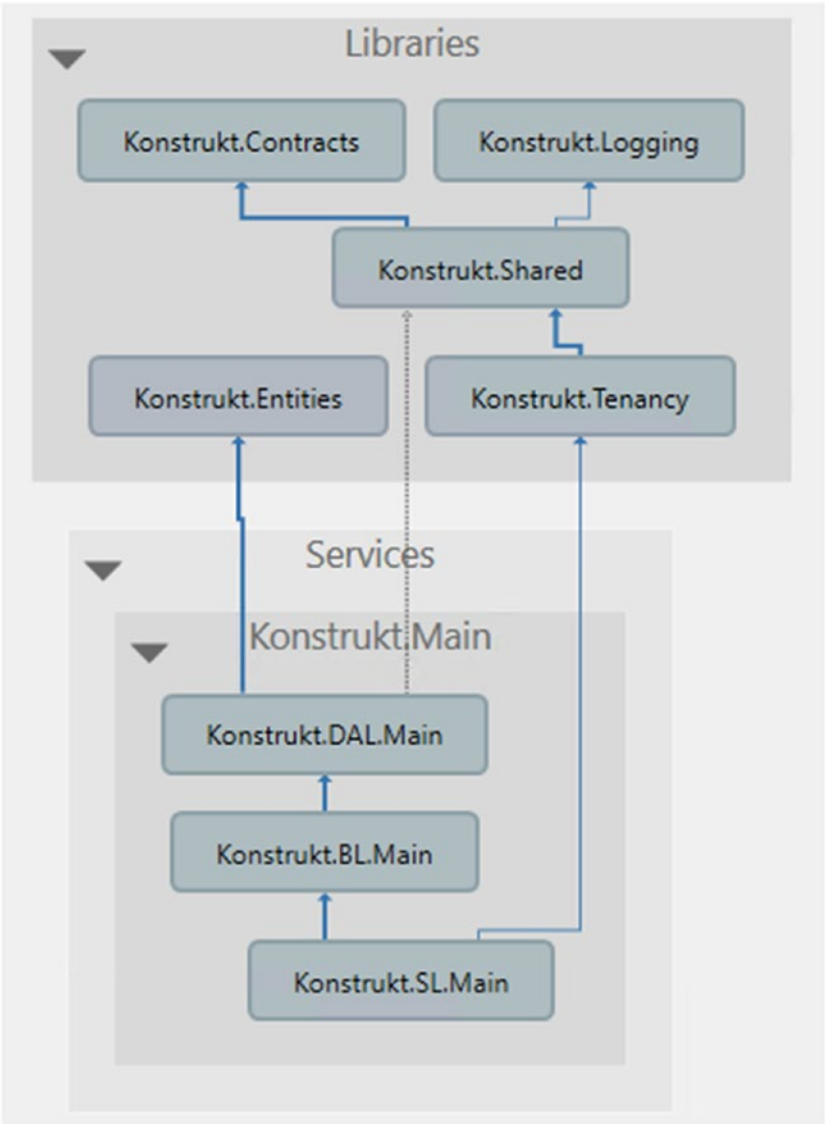 Libraries
Konstrukt.Contracts
Konstrukt.Logging
Konstrukt.Shared
Konstrukt.Entities
Konstrukt.Tenancy
Services
Konstrukt.Main
Konstrukt.DAL.Main
Konstrukt.BL.Main
Konstrukt.SL.Main